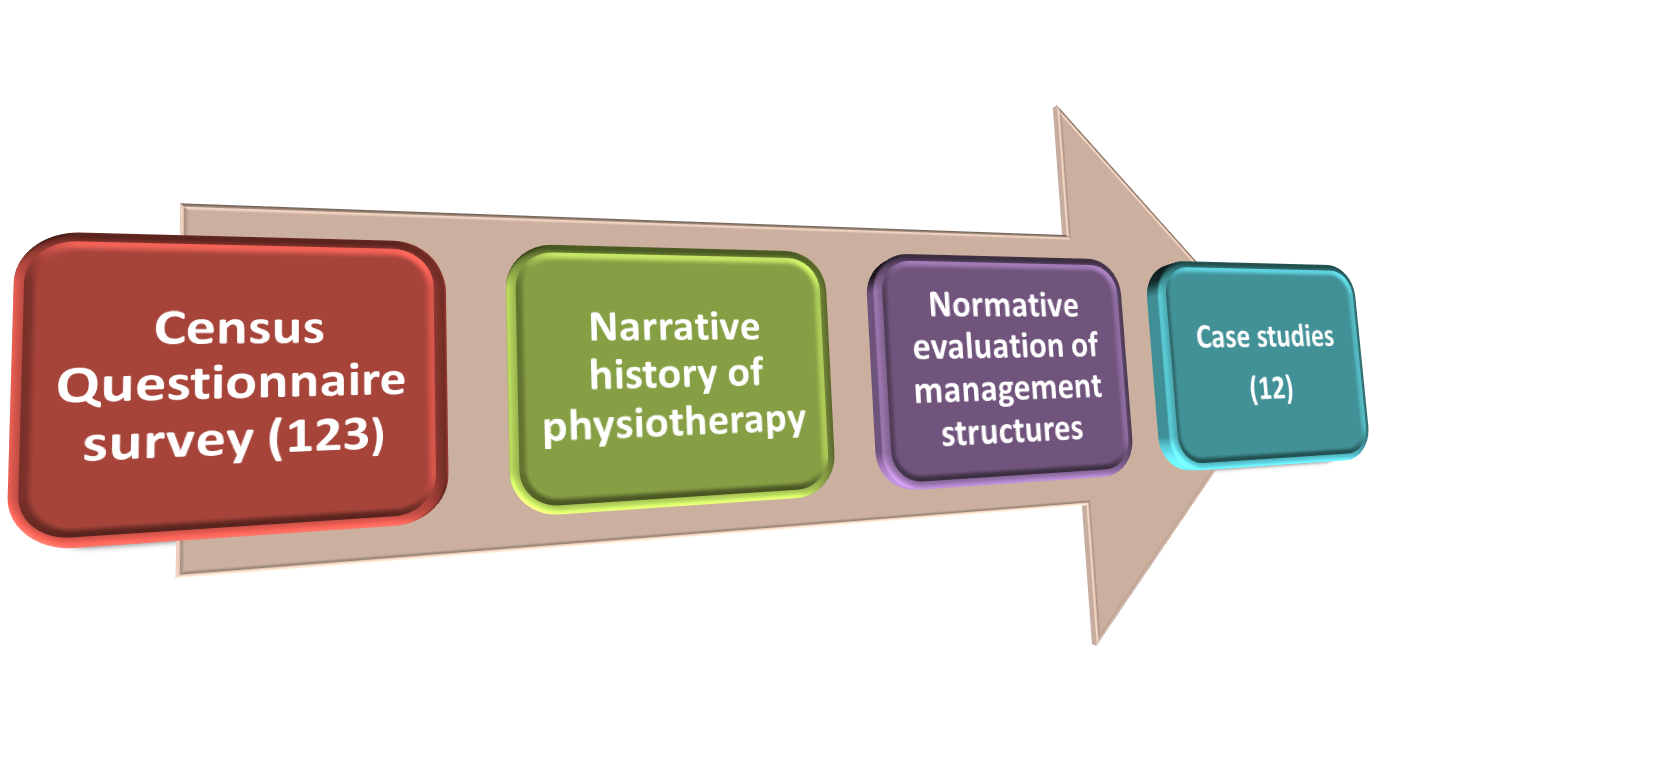 Census
Questionnaire
survey (123)
Narrative
history of
physiotherapy
Normative
evaluation of
management
structures
Case studies
(12)